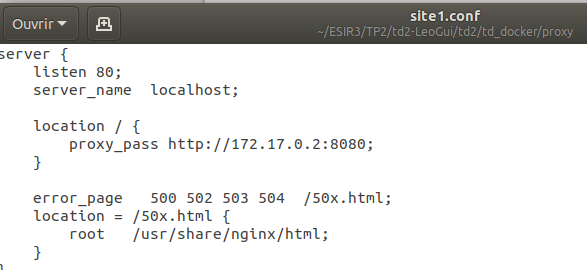 Ouvrir
site1.conf
~/ESIR3/TP2/td2-LeoGui/td2/td_docker/proxy
server {
    listen 80;
    server_name  localhost;

    location / {
        proxy_pass http://172.17.0.2:8080;
    }

    error_page   500 502 503 504  /50x.html;
    location = /50x.html {
        root   /usr/share/nginx/html;
    }